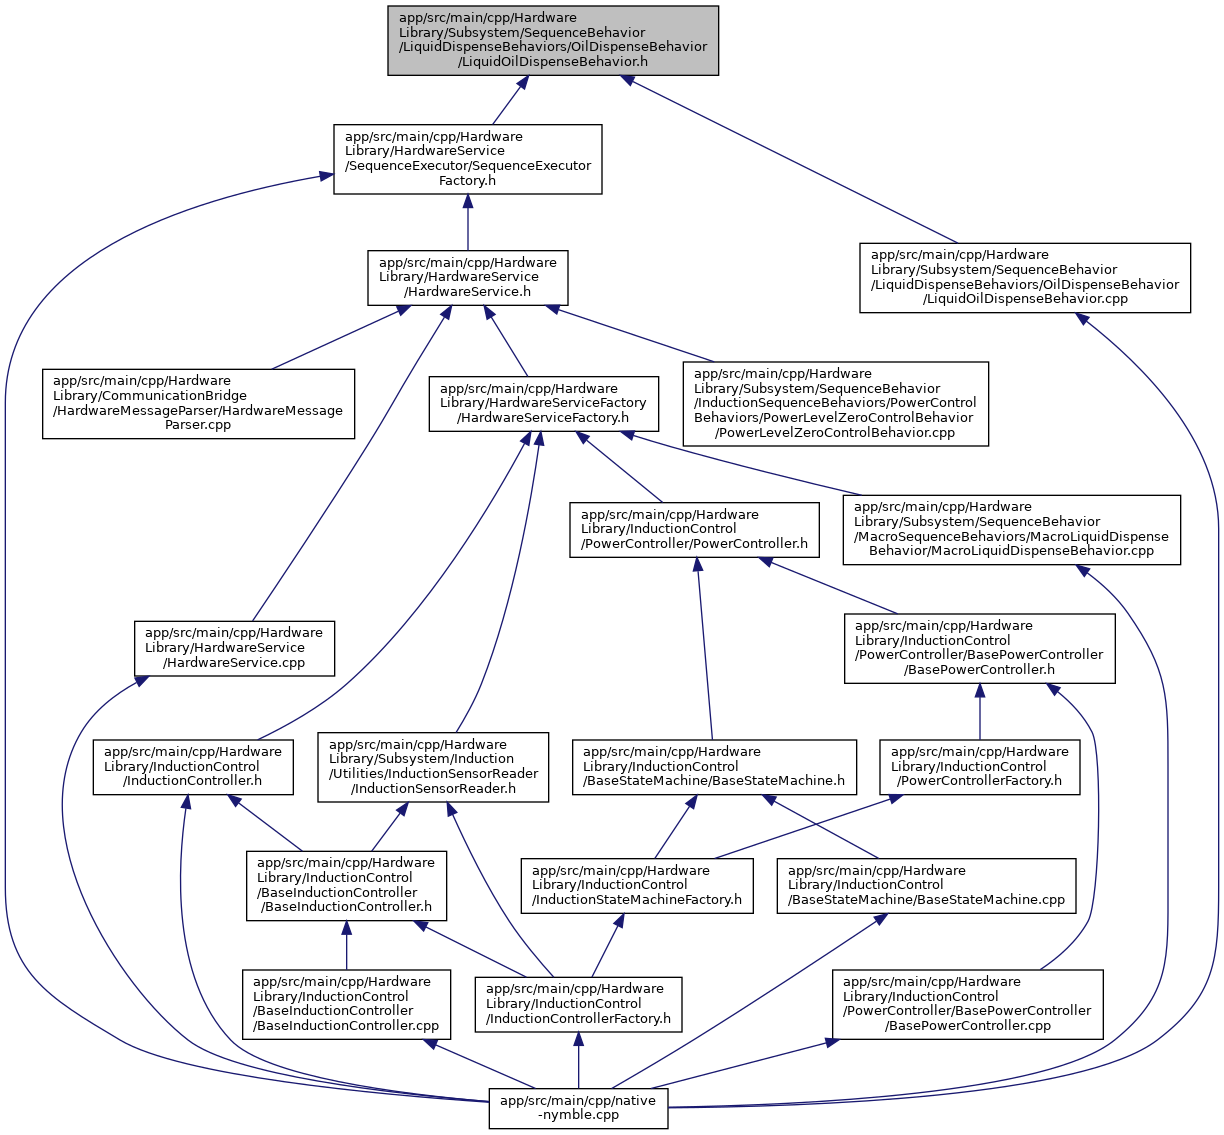 app/src/main/cpp/Hardware
Library/Subsystem/SequenceBehavior
/LiquidDispenseBehaviors/OilDispenseBehavior
/LiquidOilDispenseBehavior.h
app/src/main/cpp/Hardware
Library/HardwareService
/SequenceExecutor/SequenceExecutor
Factory.h
app/src/main/cpp/Hardware
Library/HardwareService
/HardwareService.h
app/src/main/cpp/Hardware
Library/Subsystem/SequenceBehavior
/LiquidDispenseBehaviors/OilDispenseBehavior
/LiquidOilDispenseBehavior.cpp
app/src/main/cpp/Hardware
Library/CommunicationBridge
/HardwareMessageParser/HardwareMessage
Parser.cpp
app/src/main/cpp/Hardware
Library/HardwareServiceFactory
/HardwareServiceFactory.h
app/src/main/cpp/Hardware
Library/Subsystem/SequenceBehavior
/InductionSequenceBehaviors/PowerControl
Behaviors/PowerLevelZeroControlBehavior
/PowerLevelZeroControlBehavior.cpp
app/src/main/cpp/Hardware
Library/InductionControl
/PowerController/PowerController.h
app/src/main/cpp/Hardware
Library/Subsystem/SequenceBehavior
/MacroSequenceBehaviors/MacroLiquidDispense
Behavior/MacroLiquidDispenseBehavior.cpp
app/src/main/cpp/Hardware
Library/HardwareService
/HardwareService.cpp
app/src/main/cpp/Hardware
Library/InductionControl
/PowerController/BasePowerController
/BasePowerController.h
app/src/main/cpp/Hardware
Library/InductionControl
/InductionController.h
app/src/main/cpp/Hardware
Library/Subsystem/Induction
/Utilities/InductionSensorReader
/InductionSensorReader.h
app/src/main/cpp/Hardware
Library/InductionControl
/BaseStateMachine/BaseStateMachine.h
app/src/main/cpp/Hardware
Library/InductionControl
/PowerControllerFactory.h
app/src/main/cpp/Hardware
Library/InductionControl
/BaseInductionController
/BaseInductionController.h
app/src/main/cpp/Hardware
Library/InductionControl
/InductionStateMachineFactory.h
app/src/main/cpp/Hardware
Library/InductionControl
/BaseStateMachine/BaseStateMachine.cpp
app/src/main/cpp/Hardware
Library/InductionControl
/BaseInductionController
/BaseInductionController.cpp
app/src/main/cpp/Hardware
Library/InductionControl
/InductionControllerFactory.h
app/src/main/cpp/Hardware
Library/InductionControl
/PowerController/BasePowerController
/BasePowerController.cpp
app/src/main/cpp/native
-nymble.cpp